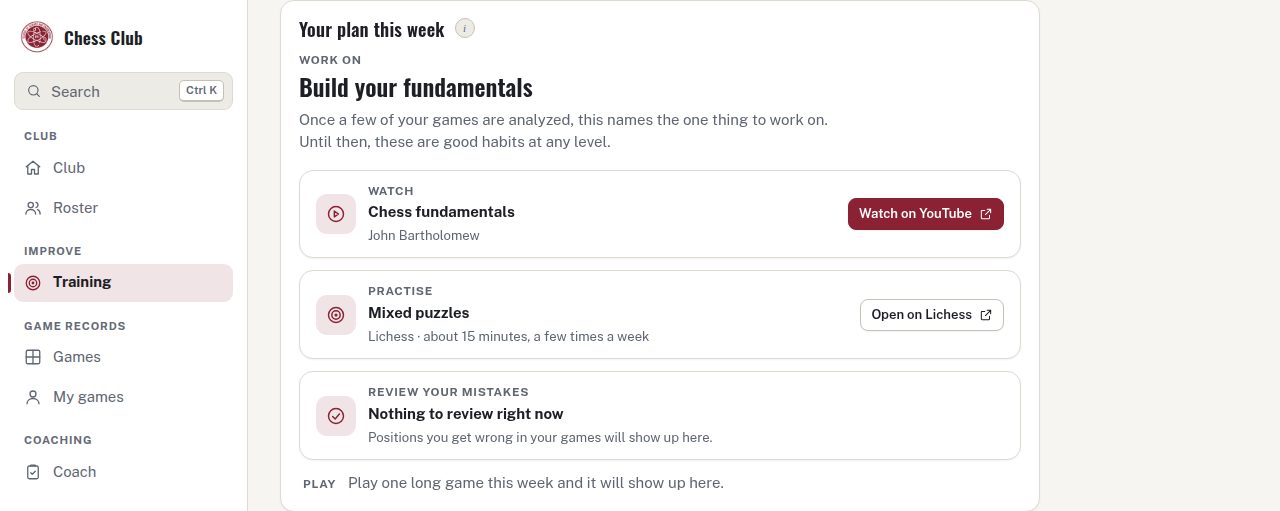 Chess Club
Search
Ctrl K
CLUB
Club
Roster
IMPROVE
Training
GAME RECORDS
Games
My games
COACHING
Coach
Your plan this week
i
WORK ON
Build your fundamentals
Once a few of your games are analyzed, this names the one thing to work on.
Until then, these are good habits at any level.
WATCH
Chess fundamentals
John Bartholomew
Watch on YouTube
PRACTISE
Mixed puzzles
Lichess · about 15 minutes, a few times a week
Open on Lichess
REVIEW YOUR MISTAKES
Nothing to review right now
Positions you get wrong in your games will show up here.
PLAY Play one long game this week and it will show up here.